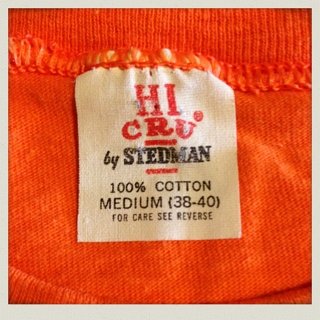 HI
CRU®
by STEDMAN
100% COTTON
MEDIUM (38-40)
FOR CARE SEE REVERSE